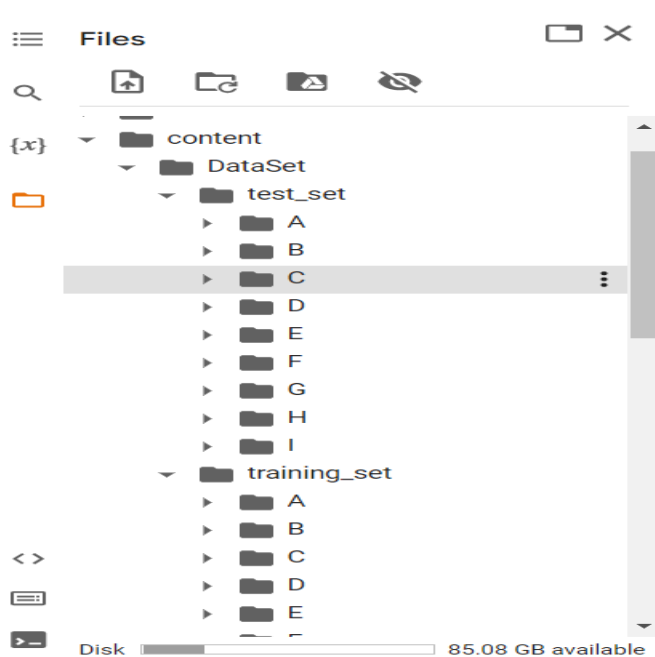 Files
{x}
content
DataSet
test_set
A
B
C
D
E
F
G
H
I
training_set
A
B
C
D
E
Disk 85.08 GB available